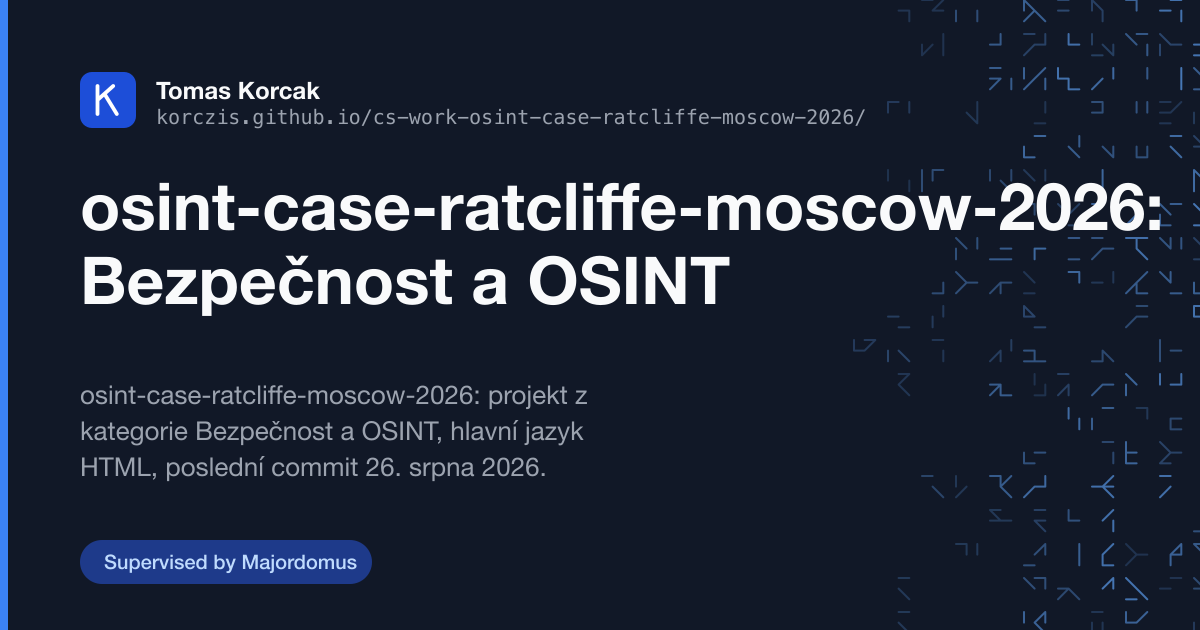 K
Tomas Korcak
korczis.github.io/cs-work-osint-case-ratcliffe-moscow-2026/
osint-case-ratcliffe-moscow-2026:
Bezpečnost a OSINT
osint-case-ratcliffe-moscow-2026: projekt z
kategorie Bezpečnost a OSINT, hlavní jazyk
HTML, poslední commit 26. srpna 2026.
Supervised by Majordomus